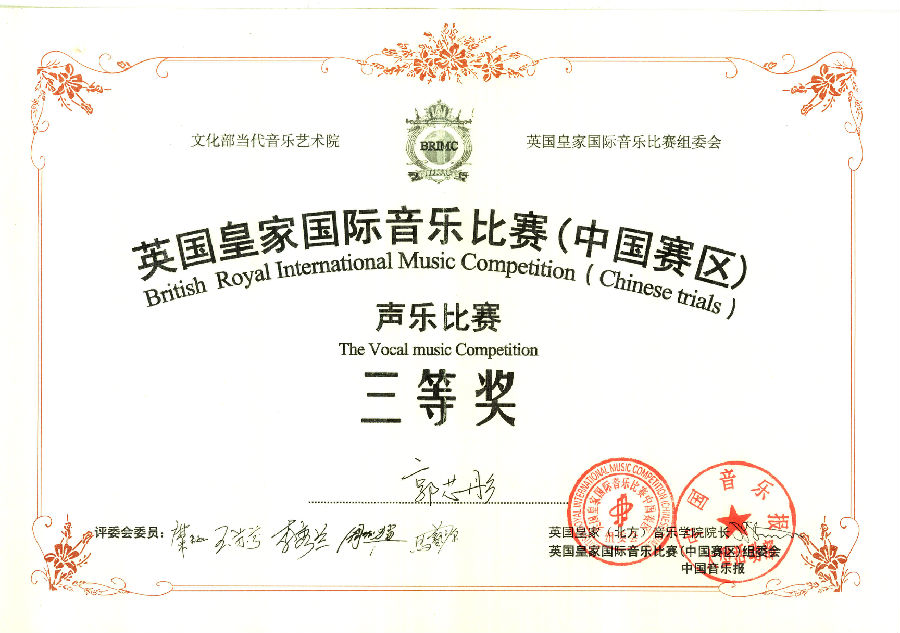 文化部当代音乐艺术院
BRIMC
英国皇家国际音乐比赛组委会
英国皇家国际音乐比赛(中国赛区)
British Royal International Music Competition ( Chinese trials )
声乐比赛
The Vocal music Competition
三等奖
郭芯彤
评委会委员:
英国皇家(北方)音乐学院院长
英国皇家国际音乐比赛(中国赛区)组委会
中国音乐报